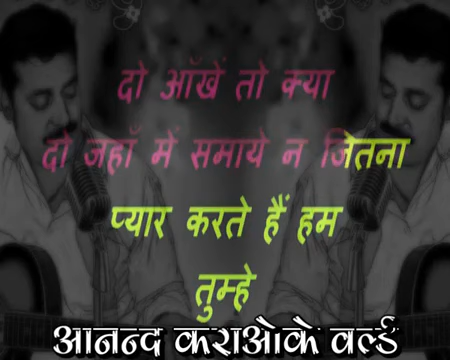 दो आँखें तो क्या
दो जहाँ में समाये न जितना
प्यार करते हैं हम
तुम्हे
आनन्द कराओके वर्ल्ड